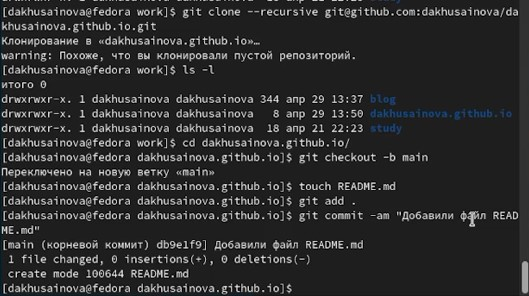 [dakhusainova@fedora work]$ git clone --recursive git@github.com:dakhusainova/da
khusainova.github.io.git
Клонирование в «dakhusainova.github.io»…
warning: Похоже, что вы клонировали пустой репозиторий.
[dakhusainova@fedora work]$ ls -l
итого 0
drwxrwxr-x. 1 dakhusainova dakhusainova 344 апр 29 13:37 blog
drwxrwxr-x. 1 dakhusainova dakhusainova   8 апр 29 13:50 dakhusainova.github.io
drwxrwxr-x. 1 dakhusainova dakhusainova  18 апр 21 22:23 study
[dakhusainova@fedora work]$ cd dakhusainova.github.io/
[dakhusainova@fedora dakhusainova.github.io]$ git checkout -b main
Переключено на новую ветку «main»
[dakhusainova@fedora dakhusainova.github.io]$ touch README.md
[dakhusainova@fedora dakhusainova.github.io]$ git add .
[dakhusainova@fedora dakhusainova.github.io]$ git commit -am "Добавили файл READ
ME.md"
[main (корневой коммит) db9e1f9] Добавили файл README.md
 1 file changed, 0 insertions(+), 0 deletions(-)
 create mode 100644 README.md
[dakhusainova@fedora dakhusainova.github.io]$